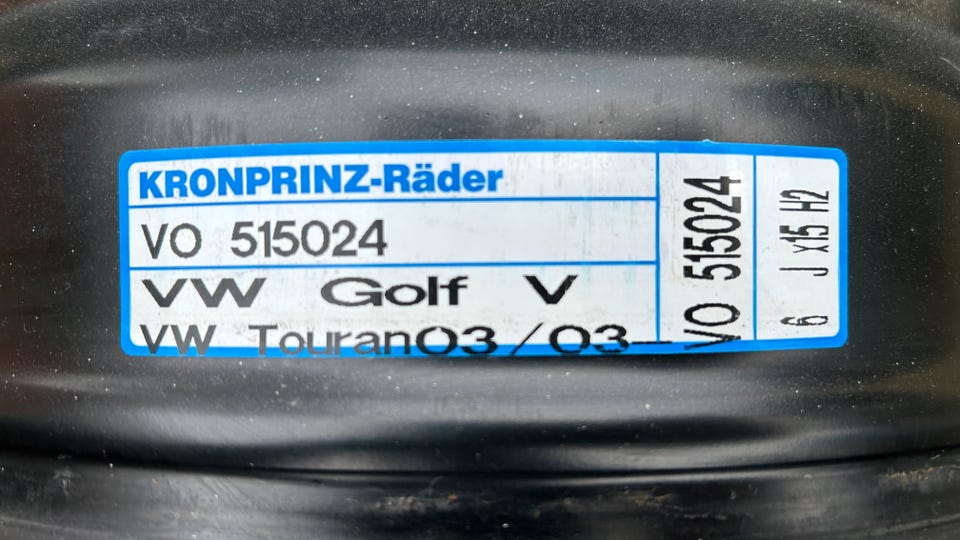 KRONPRINZ-Räder
VO 515024
VW Golf V
VW Touran03/03-
VO 515024
6 J x15 H2